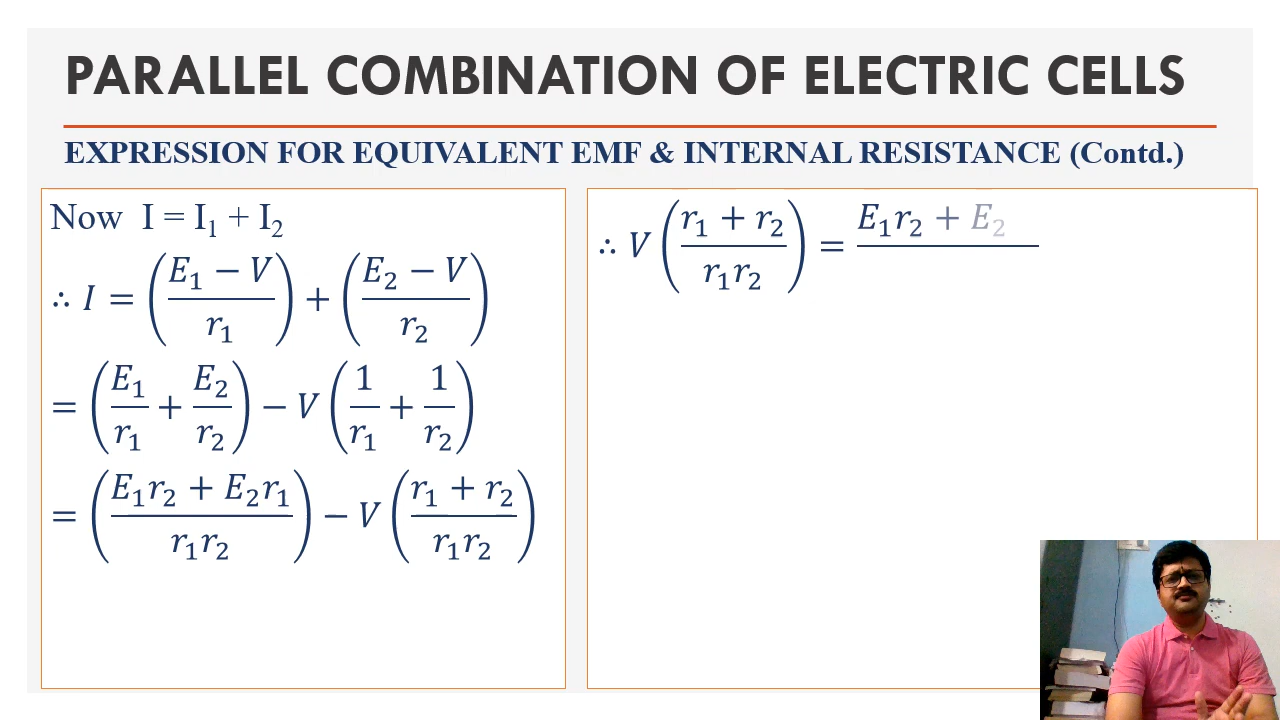 PARALLEL COMBINATION OF ELECTRIC CELLS
EXPRESSION FOR EQUIVALENT EMF & INTERNAL RESISTANCE (Contd.)
Now I = I₁ + I₂
∴ I = ((E₁ − V)/r₁) + ((E₂ − V)/r₂)
= (E₁/r₁ + E₂/r₂) − V (1/r₁ + 1/r₂)
= ((E₁r₂ + E₂r₁)/(r₁r₂)) − V ((r₁ + r₂)/(r₁r₂))
∴ V ((r₁ + r₂)/(r₁r₂)) = (E₁r₂ + E₂)/